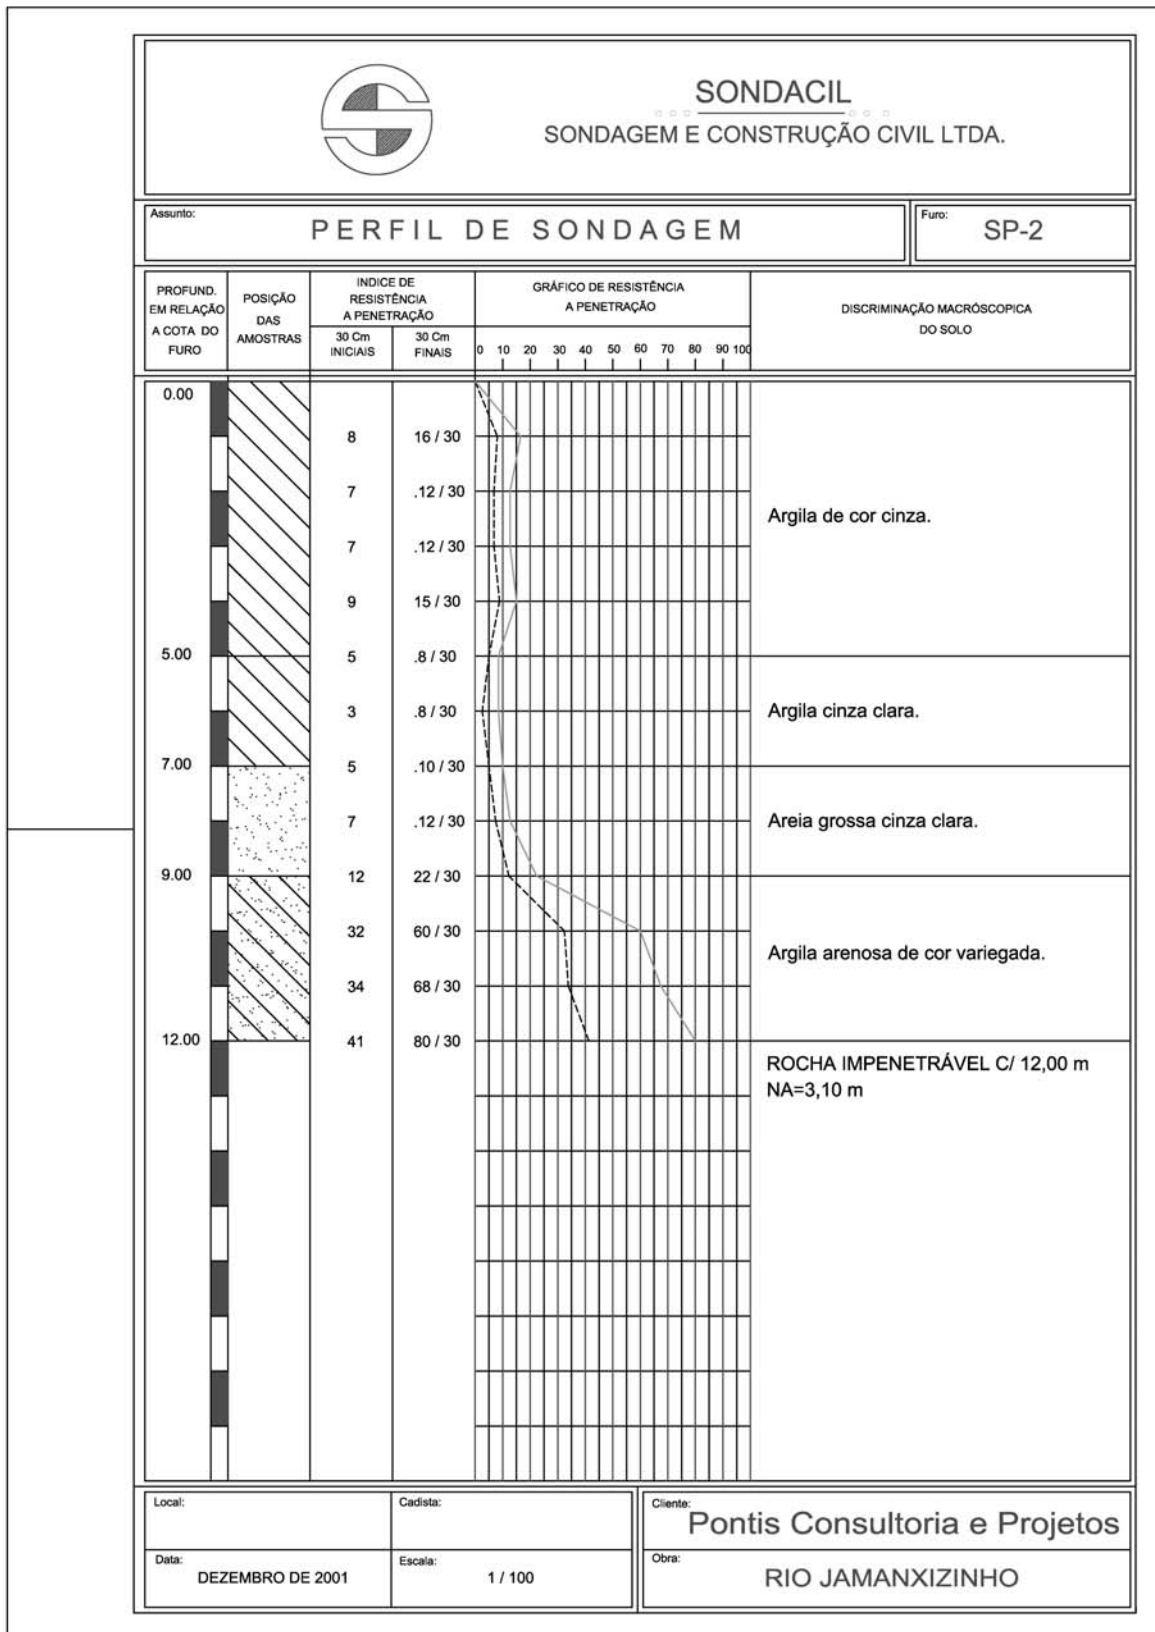 SONDACIL
SONDAGEM E CONSTRUÇÃO CIVIL LTDA.
Assunto:
PERFIL DE SONDAGEM
Furo:
SP-2
PROFUND.
EM RELAÇÃO
A COTA DO
FURO
POSIÇÃO
DAS
AMOSTRAS
INDICE DE
RESISTÊNCIA
A PENETRAÇÃO
30 Cm
INICIAIS
30 Cm
FINAIS
GRÁFICO DE RESISTÊNCIA
A PENETRAÇÃO
0 10 20 30 40 50 60 70 80 90 100
DISCRIMINAÇÃO MACRÓSCOPICA
DO SOLO
0.00
8 16 / 30
7 .12 / 30
Argila de cor cinza.
7 .12 / 30
9 15 / 30
5.00 5 .8 / 30
3 .8 / 30 Argila cinza clara.
7.00 5 .10 / 30
7 .12 / 30 Areia grossa cinza clara.
9.00 12 22 / 30
32 60 / 30
Argila arenosa de cor variegada.
34 68 / 30
12.00 41 80 / 30
ROCHA IMPENETRÁVEL C/ 12,00 m
NA=3,10 m
Local:
Cadista:
Cliente:
Pontis Consultoria e Projetos
Data:
DEZEMBRO DE 2001
Escala:
1 / 100
Obra:
RIO JAMANXIZINHO